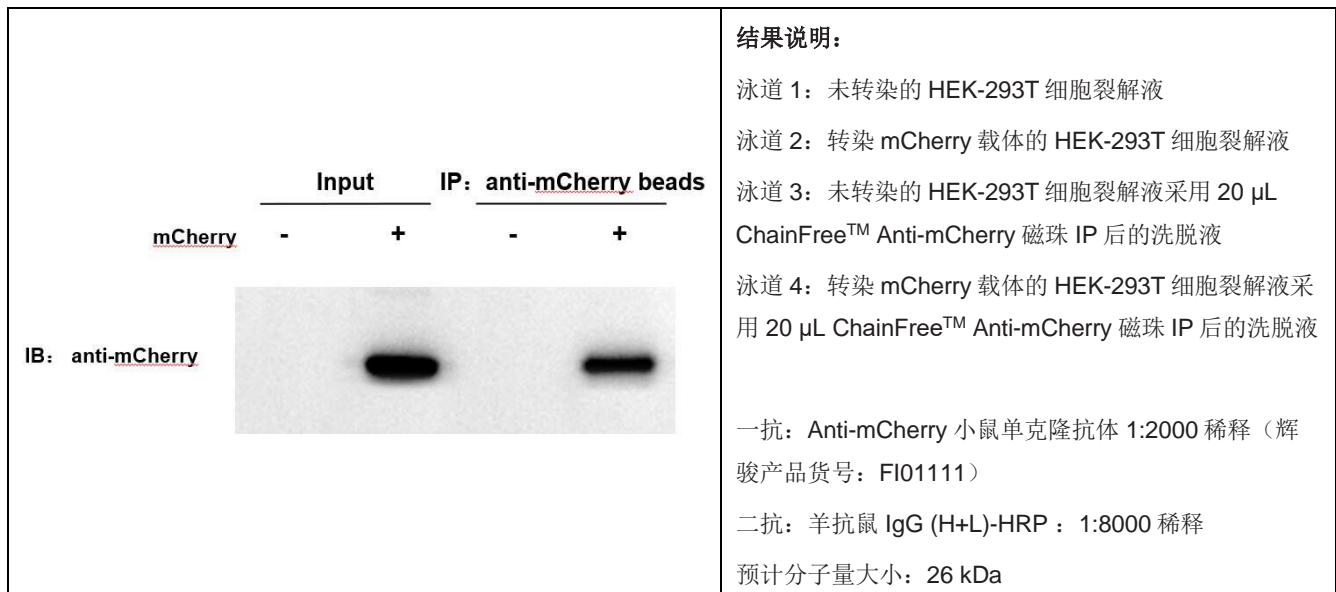 Input IP：anti-mCherry beads
mCherry - + - +
IB： anti-mCherry
结果说明：
泳道 1：未转染的 HEK-293T 细胞裂解液
泳道 2：转染 mCherry 载体的 HEK-293T 细胞裂解液
泳道 3：未转染的 HEK-293T 细胞裂解液采用 20 µL
ChainFree™ Anti-mCherry 磁珠 IP 后的洗脱液
泳道 4：转染 mCherry 载体的 HEK-293T 细胞裂解液采
用 20 µL ChainFree™ Anti-mCherry 磁珠 IP 后的洗脱液
一抗：Anti-mCherry 小鼠单克隆抗体 1:2000 稀释（辉
骏产品货号：FI01111）
二抗：羊抗鼠 IgG (H+L)-HRP ：1:8000 稀释
预计分子量大小：26 kDa